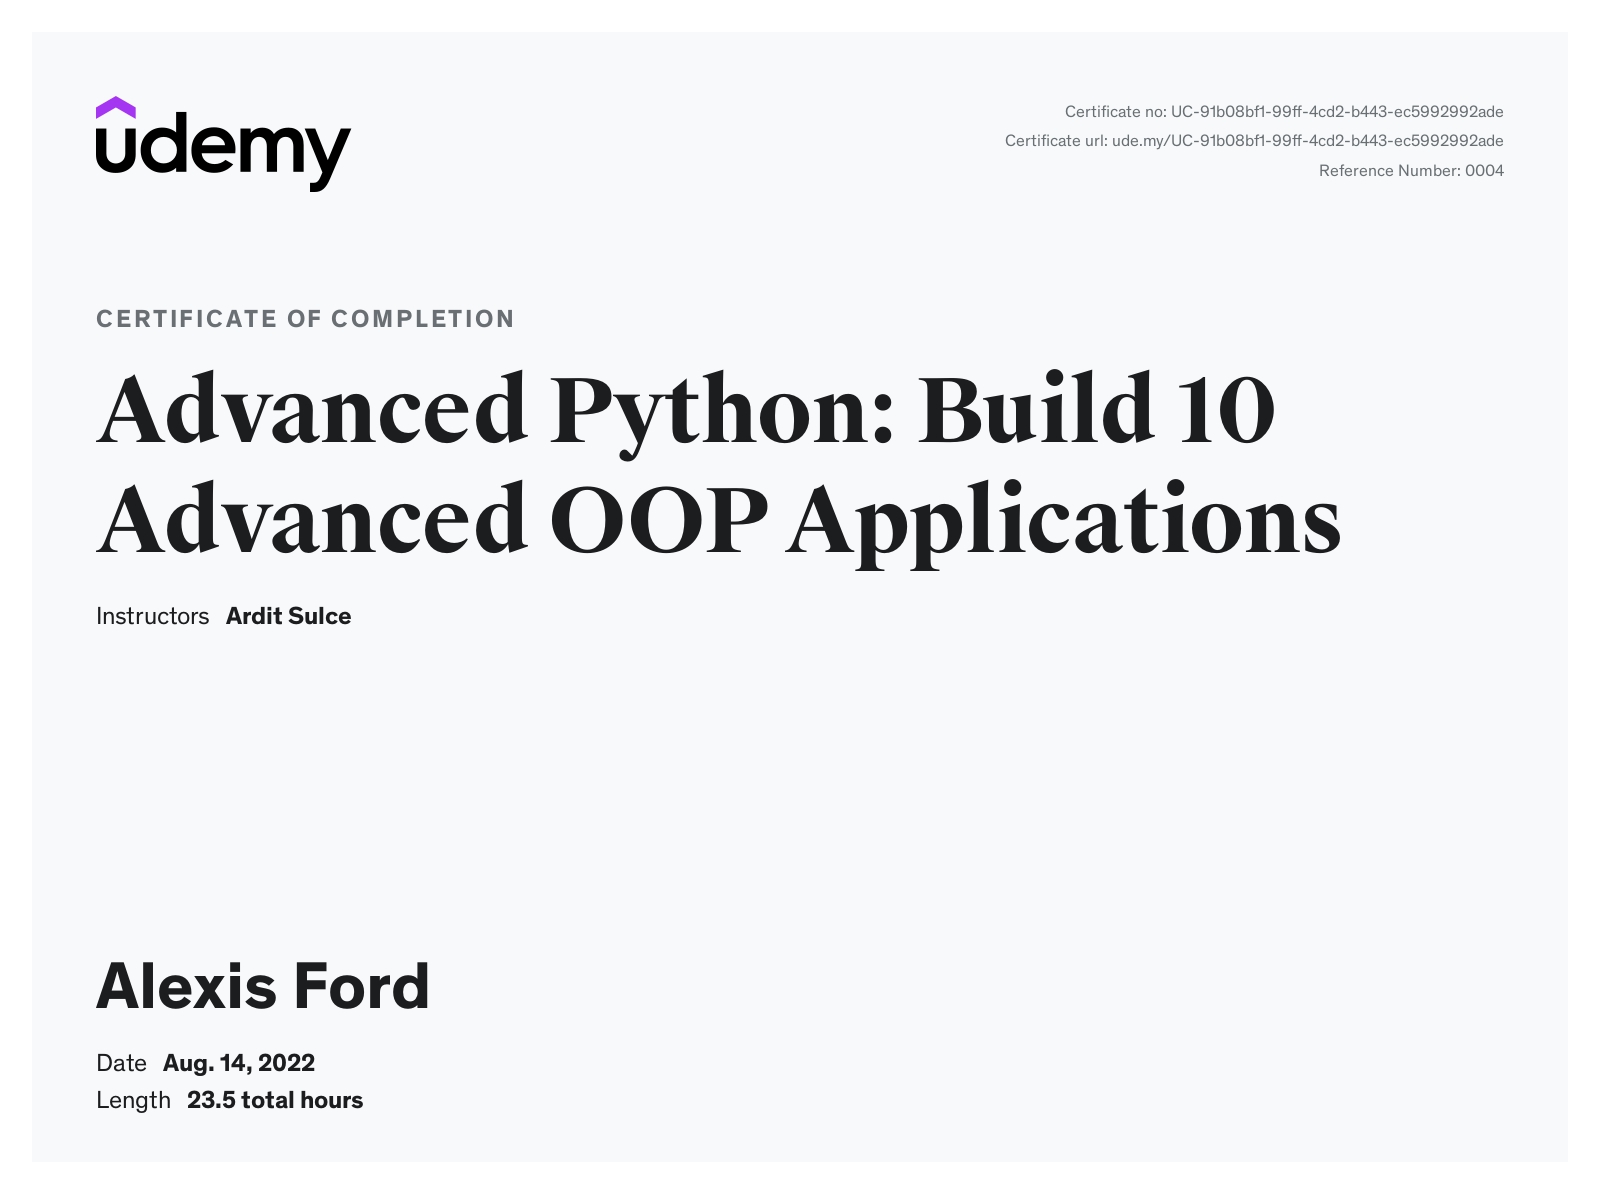 udemy
Certificate no: UC-91b08bf1-99ff-4cd2-b443-ec5992992ade
Certificate url: ude.my/UC-91b08bf1-99ff-4cd2-b443-ec5992992ade
Reference Number: 0004
CERTIFICATE OF COMPLETION
Advanced Python: Build 10
Advanced OOP Applications
Instructors Ardit Sulce
Alexis Ford
Date Aug. 14, 2022
Length 23.5 total hours